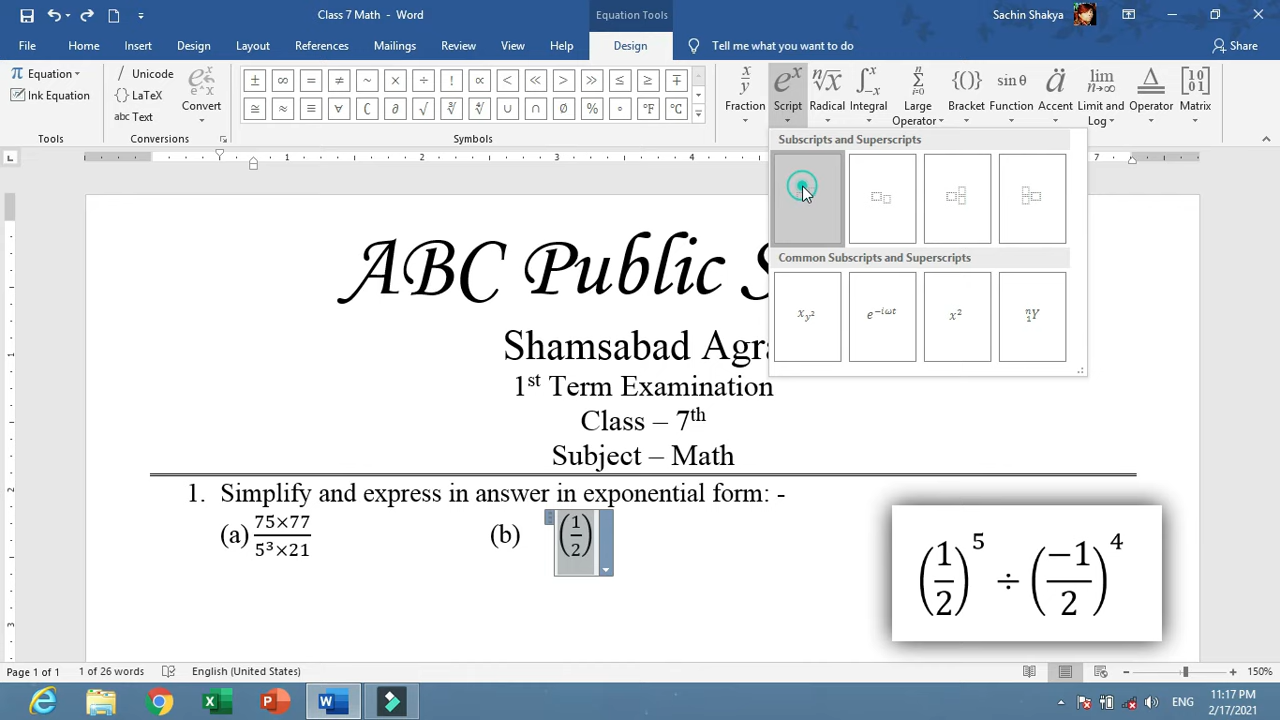 Class 7 Math - Word
Equation Tools
Sachin Shakya
File Home Insert Design Layout References Mailings Review View Help Design Tell me what you want to do Share
Equation
Ink Equation
Tools
Unicode
LaTeX
abc Text
Convert
Conversions
± ∞ = ≠ ~ × ÷ ! ∝ < ≪ > ≫ ≤ ≥ ∓
≅ ≈ ≡ ∀ ∁ ∂ √ ∛ ∜ ∪ ∩ ∅ % ° °F °C
Symbols
Fraction Script Radical Integral Large Operator Bracket Function Accent Limit and Log Operator Matrix
Subscripts and Superscripts
Common Subscripts and Superscripts
x_{y²} e^{−iωt} x² ⁿ₁Y
ABC Public S
Shamsabad Agra
1st Term Examination
Class – 7th
Subject – Math
1. Simplify and express in answer in exponential form: -
(a) 75×77/5³×21 (b) (1/2)
(1/2)⁵ ÷ (−1/2)⁴
Page 1 of 1 1 of 26 words English (United States) 150%
ENG
11:17 PM
2/17/2021